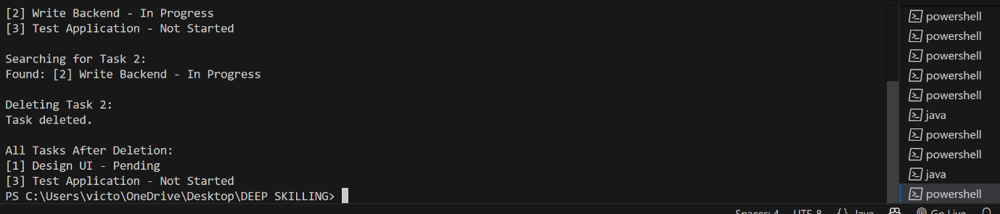 [2] Write Backend - In Progress
[3] Test Application - Not Started
Searching for Task 2:
Found: [2] Write Backend - In Progress
Deleting Task 2:
Task deleted.
All Tasks After Deletion:
[1] Design UI - Pending
[3] Test Application - Not Started
PS C:\Users\victo\OneDrive\Desktop\DEEP SKILLING>
powershell
powershell
powershell
powershell
powershell
java
powershell
powershell
java
powershell
Spaces: 4 UTF-8 {} Java Go Live